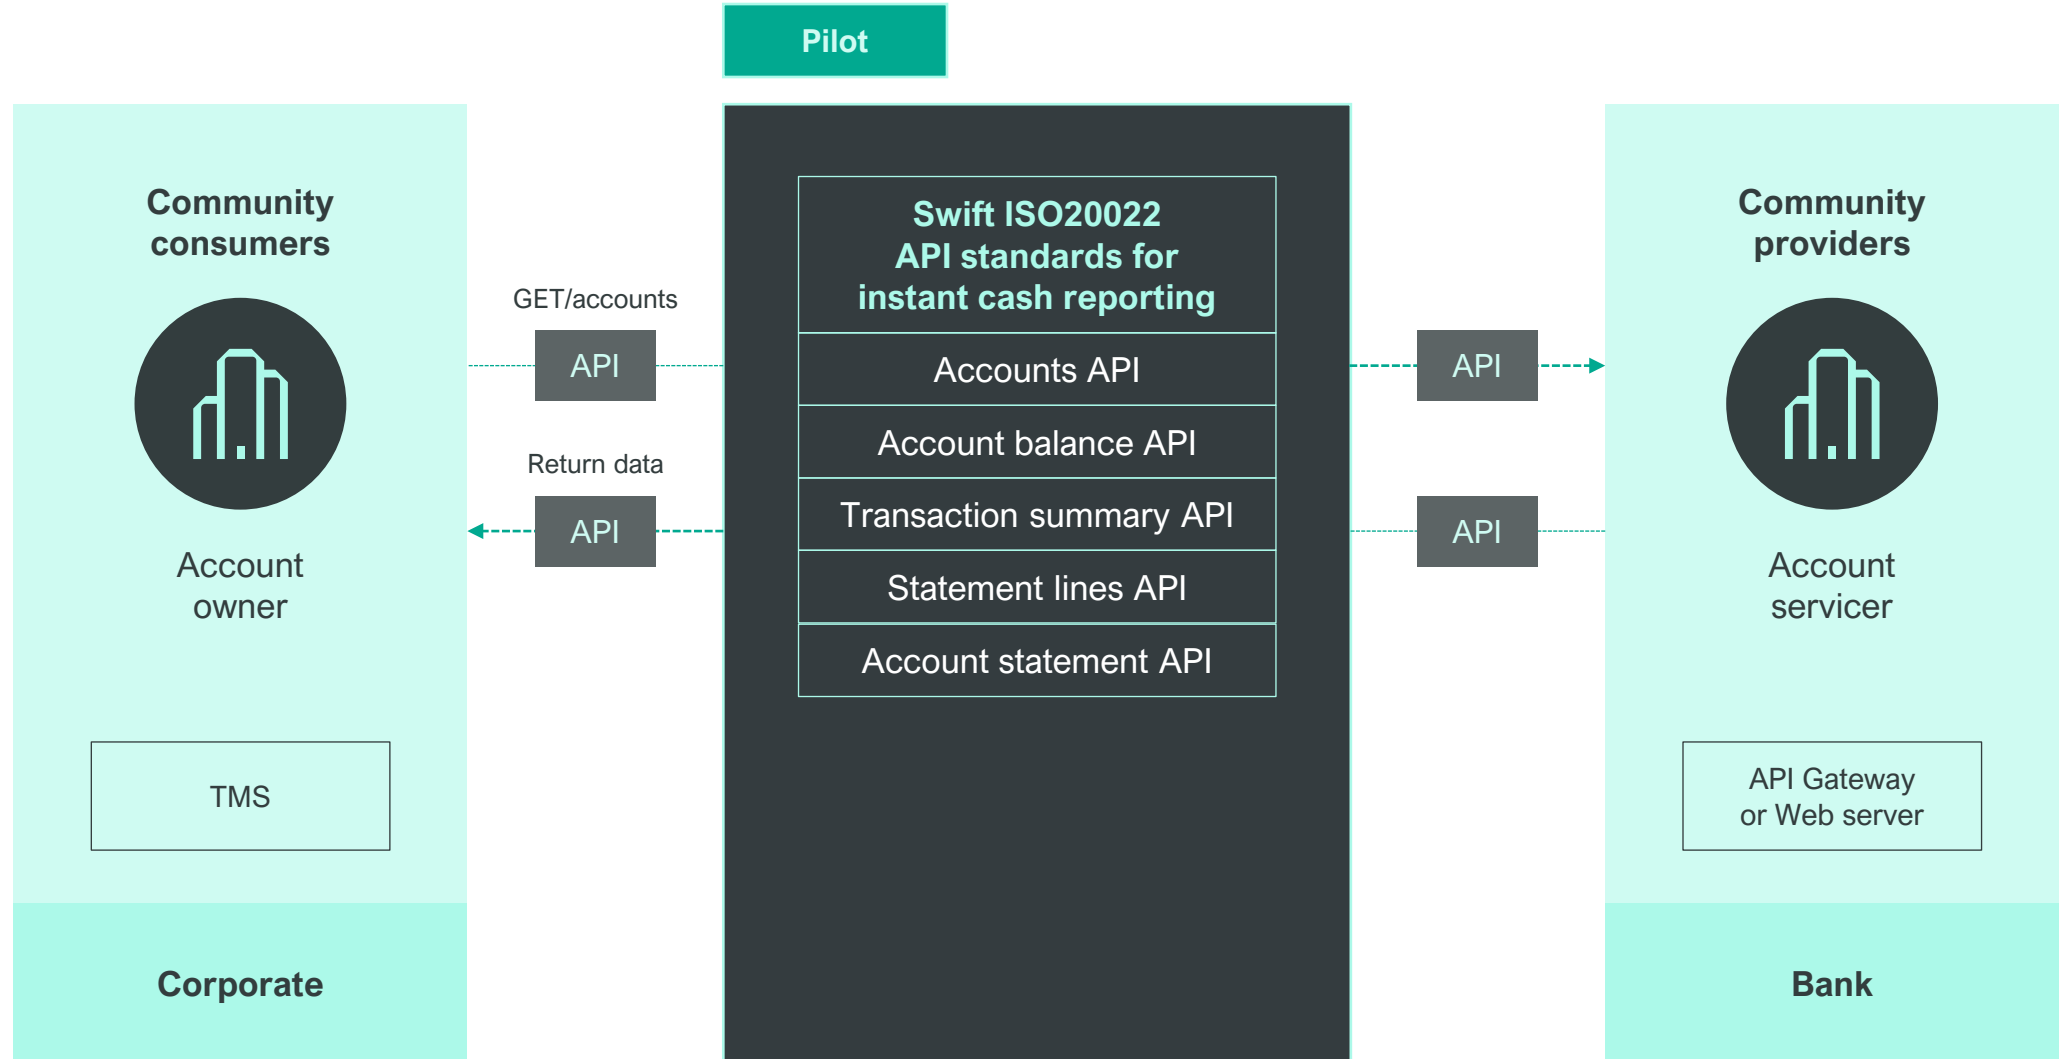 Pilot
Community
consumers
Account
owner
TMS
Corporate
GET/accounts
API
Return data
API
Swift ISO20022
API standards for
instant cash reporting
Accounts API
Account balance API
Transaction summary API
Statement lines API
Account statement API
API
API
Community
providers
Account
servicer
API Gateway
or Web server
Bank